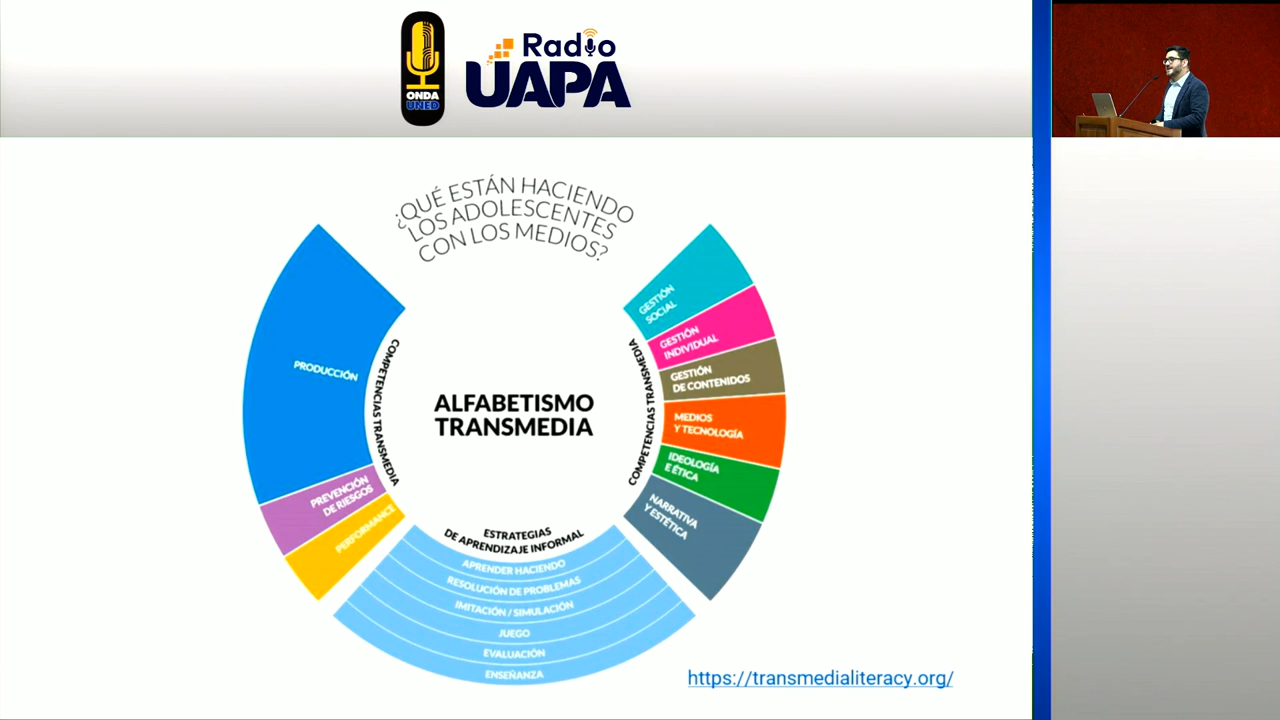 ONDA
UNED
Radio
UAPA
¿QUÉ ESTÁN HACIENDO
LOS ADOLESCENTES
CON LOS MEDIOS?
PRODUCCIÓN
PREVENCIÓN
DE RIESGOS
PERFORMANCE
COMPETENCIAS TRANSMEDIA
ALFABETISMO
TRANSMEDIA
COMPETENCIAS TRANSMEDIA
GESTIÓN
SOCIAL
GESTIÓN
INDIVIDUAL
GESTIÓN
DE CONTENIDOS
MEDIOS
Y TECNOLOGÍA
IDEOLOGÍA
E ÉTICA
NARRATIVA
Y ESTÉTICA
ESTRATEGIAS
DE APRENDIZAJE INFORMAL
APRENDER HACIENDO
RESOLUCIÓN DE PROBLEMAS
IMITACIÓN / SIMULACIÓN
JUEGO
EVALUACIÓN
ENSEÑANZA
https://transmedialiteracy.org/